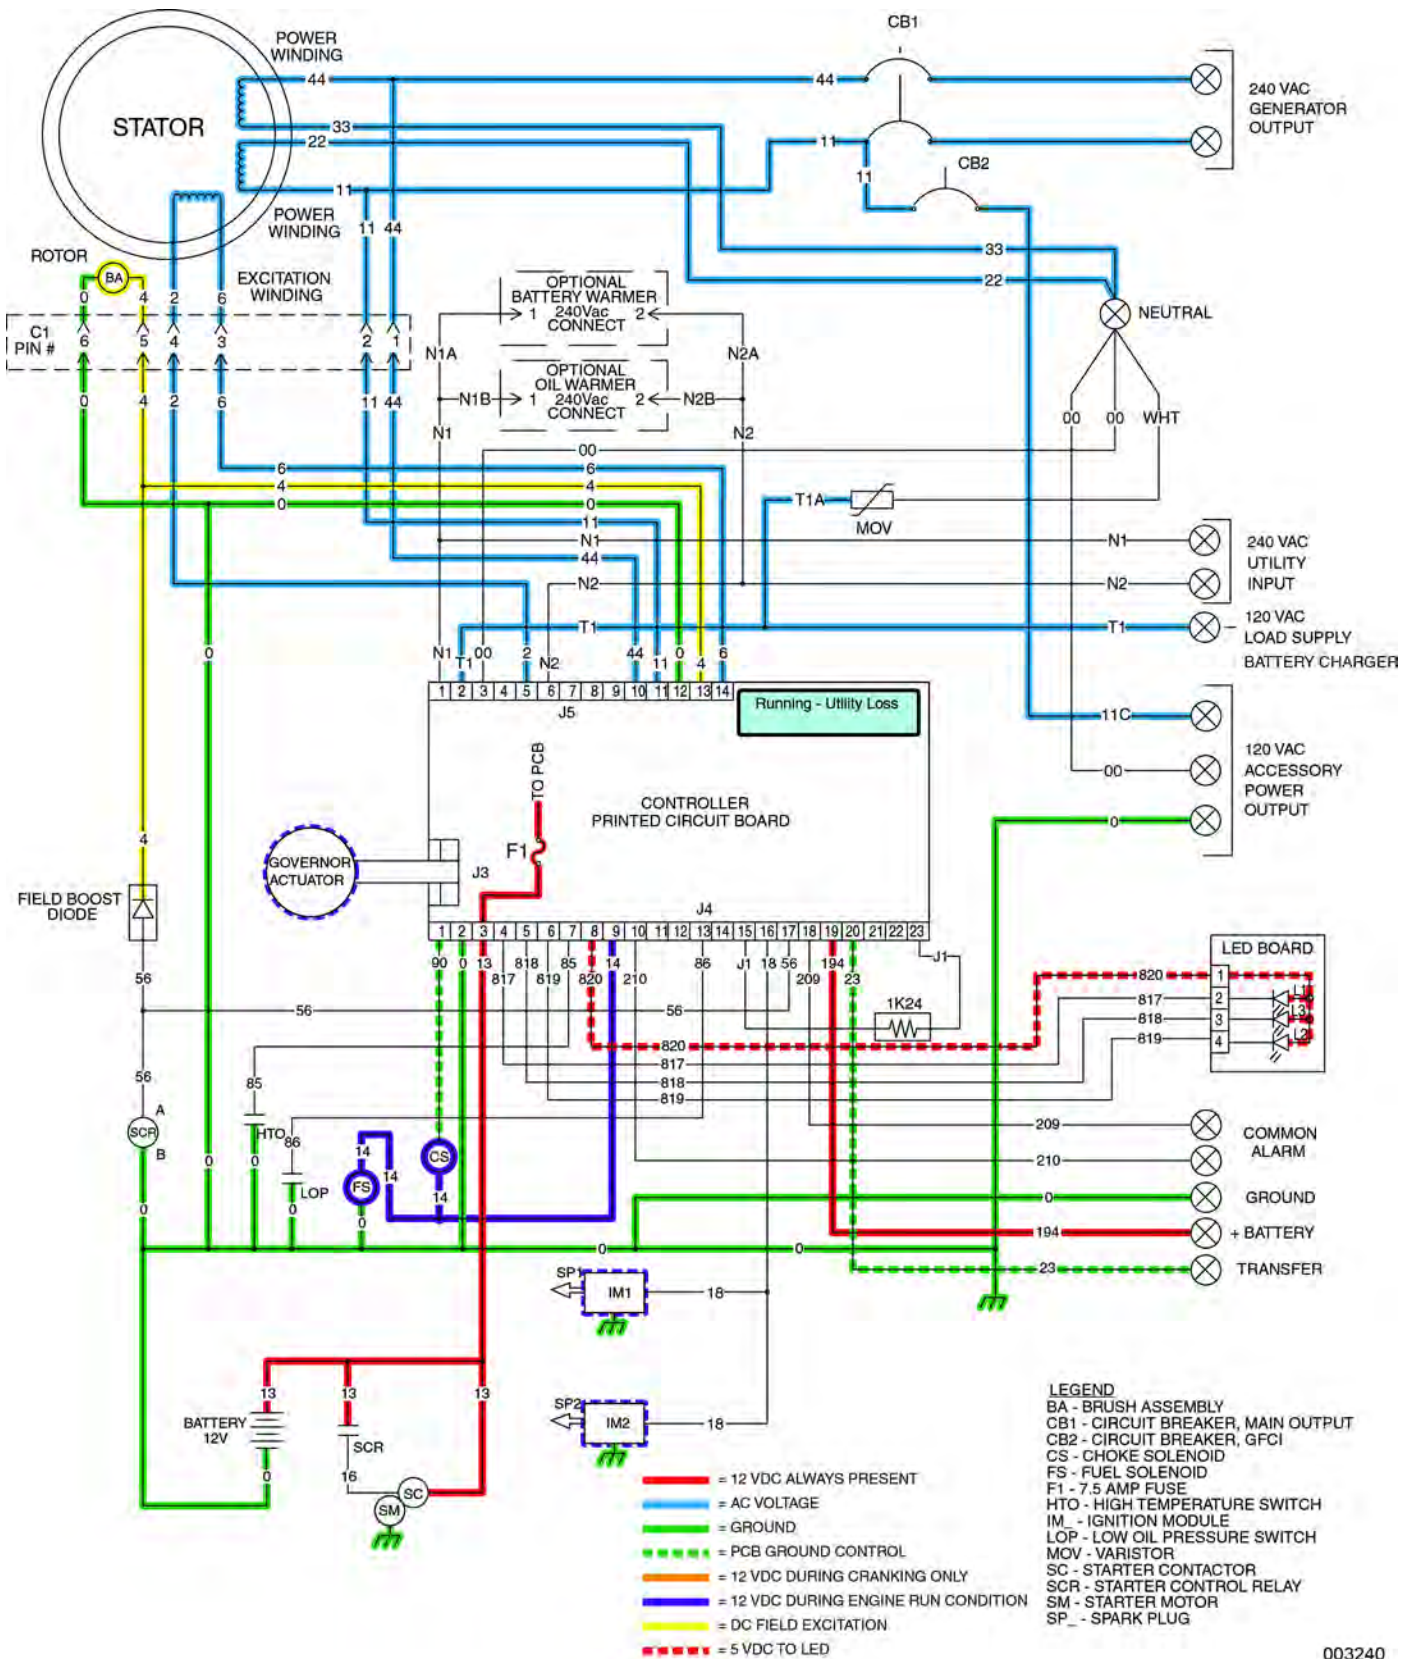 CB1
POWER
WINDING
44
44
240 VAC
GENERATOR
OUTPUT
STATOR
33
22
11
11
CB2
11
POWER
WINDING
11 44
33
22
ROTOR
BA
EXCITATION
WINDING
0 4 2 6
OPTIONAL
BATTERY WARMER
1 240Vac 2
CONNECT
NEUTRAL
C1
PIN #
6 5 4 3 2 1
N1A
N2A
OPTIONAL
OIL WARMER
1 240Vac 2
CONNECT
N1B
N2B
0 4 2 6 11 44
N1
N2
00 00 WHT
00
6 6
4 4
0 0
T1A
MOV
11
N1
N1
44
N2
N2
240 VAC
UTILITY
INPUT
T1
T1
120 VAC
LOAD SUPPLY
BATTERY CHARGER
0
N1 T1 00 2 N2 44 11 0 4 6
1 2 3 4 5 6 7 8 9 10 11 12 13 14
J5
Running - Utility Loss
11C
00
0
120 VAC
ACCESSORY
POWER
OUTPUT
TO PCB
F1
CONTROLLER
PRINTED CIRCUIT BOARD
4
GOVERNOR
ACTUATOR
J3
J4
FIELD BOOST
DIODE
1 2 3 4 5 6 7 8 9 10 11 12 13 14 15 16 17 18 19 20 21 22 23
90 0 13 817 818 819 85 820 14 210 86 J1 18 56 209 194 23 J1
LED BOARD
820 1
817 2
818 3
819 4
L1
L3
L2
56
56
56
1K24
820
817
818
819
56
85
A
SCR
B
HTO
86
LOP
14
14
14
CS
FS
0 0 0 0 0
209
210
COMMON
ALARM
0
GROUND
194
+ BATTERY
0 0
23
TRANSFER
SP1
IM1
18
13 13 13
BATTERY
12V
0
SCR
16
SC
SM
SP2
IM2
18
= 12 VDC ALWAYS PRESENT
= AC VOLTAGE
= GROUND
= PCB GROUND CONTROL
= 12 VDC DURING CRANKING ONLY
= 12 VDC DURING ENGINE RUN CONDITION
= DC FIELD EXCITATION
= 5 VDC TO LED
LEGEND
BA - BRUSH ASSEMBLY
CB1 - CIRCUIT BREAKER, MAIN OUTPUT
CB2 - CIRCUIT BREAKER, GFCI
CS - CHOKE SOLENOID
FS - FUEL SOLENOID
F1 - 7.5 AMP FUSE
HTO - HIGH TEMPERATURE SWITCH
IM_ - IGNITION MODULE
LOP - LOW OIL PRESSURE SWITCH
MOV - VARISTOR
SC - STARTER CONTACTOR
SCR - STARTER CONTROL RELAY
SM - STARTER MOTOR
SP_ - SPARK PLUG
003240